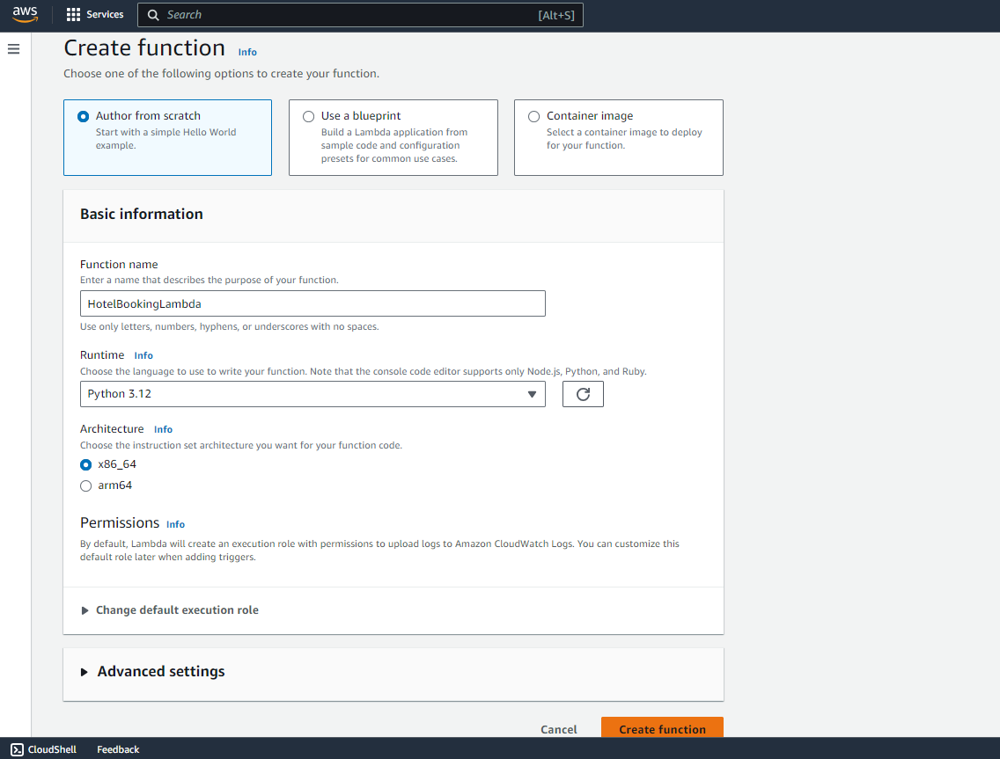 aws
Services
Search
[Alt+S]
Create function Info
Choose one of the following options to create your function.
Author from scratch
Start with a simple Hello World
example.
Use a blueprint
Build a Lambda application from
sample code and configuration
presets for common use cases.
Container image
Select a container image to deploy
for your function.
Basic information
Function name
Enter a name that describes the purpose of your function.
HotelBookingLambda
Use only letters, numbers, hyphens, or underscores with no spaces.
Runtime Info
Choose the language to use to write your function. Note that the console code editor supports only Node.js, Python, and Ruby.
Python 3.12
Architecture Info
Choose the instruction set architecture you want for your function code.
x86_64
arm64
Permissions Info
By default, Lambda will create an execution role with permissions to upload logs to Amazon CloudWatch Logs. You can customize this
default role later when adding triggers.
Change default execution role
Advanced settings
Cancel
Create function
CloudShell
Feedback